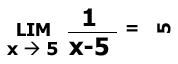 LIM x → 5 1/x-5 = 5